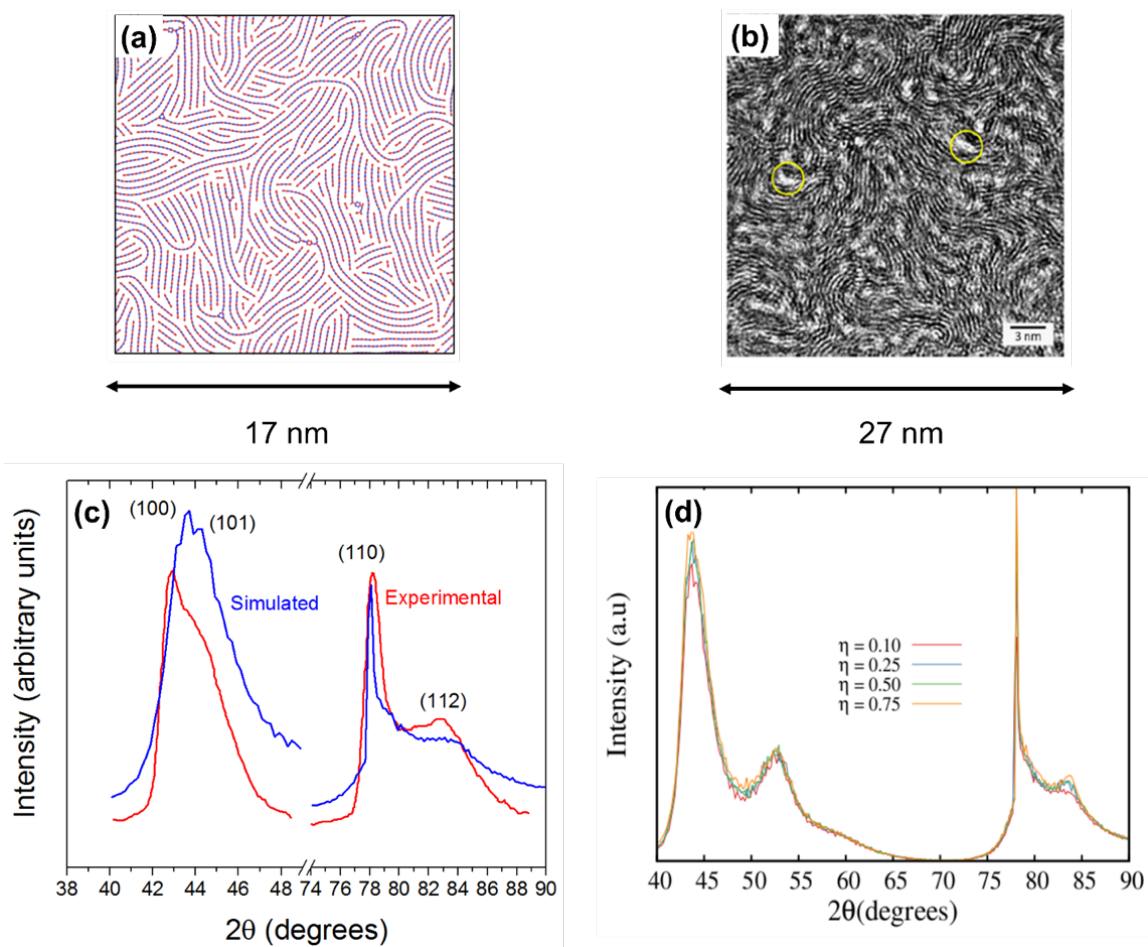 (a)
(b)
3 nm
17 nm
27 nm
(c)
(100)
(101)
(110)
(112)
Simulated
Experimental
Intensity (arbitrary units)
38 40 42 44 46 48 74 76 78 80 82 84 86 88 90
2θ (degrees)
(d)
Intensity (a.u)
η = 0.10
η = 0.25
η = 0.50
η = 0.75
40 45 50 55 60 65 70 75 80 85 90
2θ(degrees)